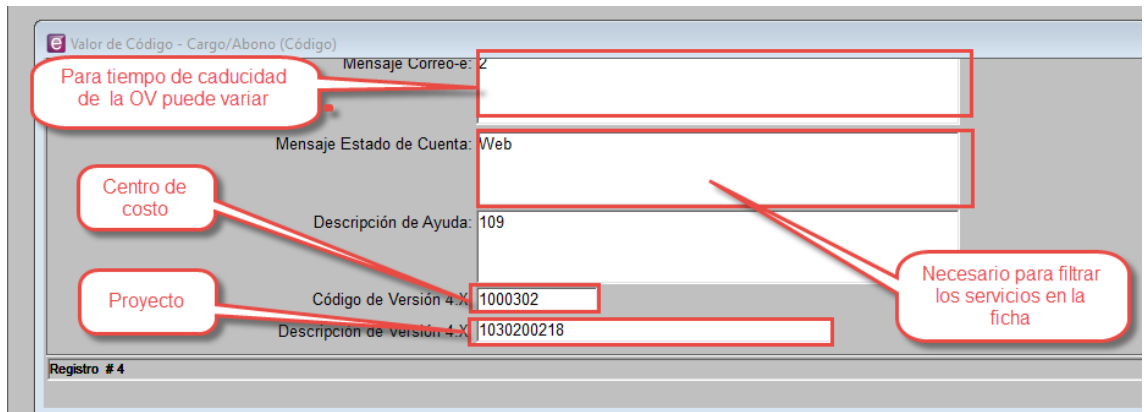 Valor de Código - Cargo/Abono (Código)
Mensaje Correo-e: 2
Para tiempo de caducidad
de la OV puede variar
Mensaje Estado de Cuenta: Web
Centro de
costo
Descripción de Ayuda: 109
Necesario para filtrar
los servicios en la
ficha
Proyecto
Código de Versión 4.X 1000302
Descripción de Versión 4.X 1030200218
Registro # 4